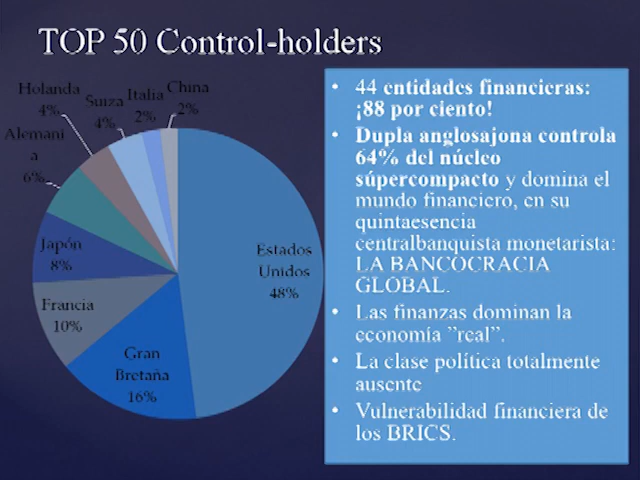 TOP 50 Control-holders
Holanda
4%
Suiza
4%
Italia
2%
China
2%
Alemani
a
6%
Japón
8%
Francia
10%
Gran
Bretaña
16%
Estados
Unidos
48%
• 44 entidades financieras:
¡88 por ciento!
• Dupla anglosajona controla
64% del núcleo
súpercompacto y domina el
mundo financiero, en su
quintaesencia
centralbanquista monetarista:
LA BANCOCRACIA
GLOBAL.
• Las finanzas dominan la
economía ”real”.
• La clase política totalmente
ausente
• Vulnerabilidad financiera de
los BRICS.